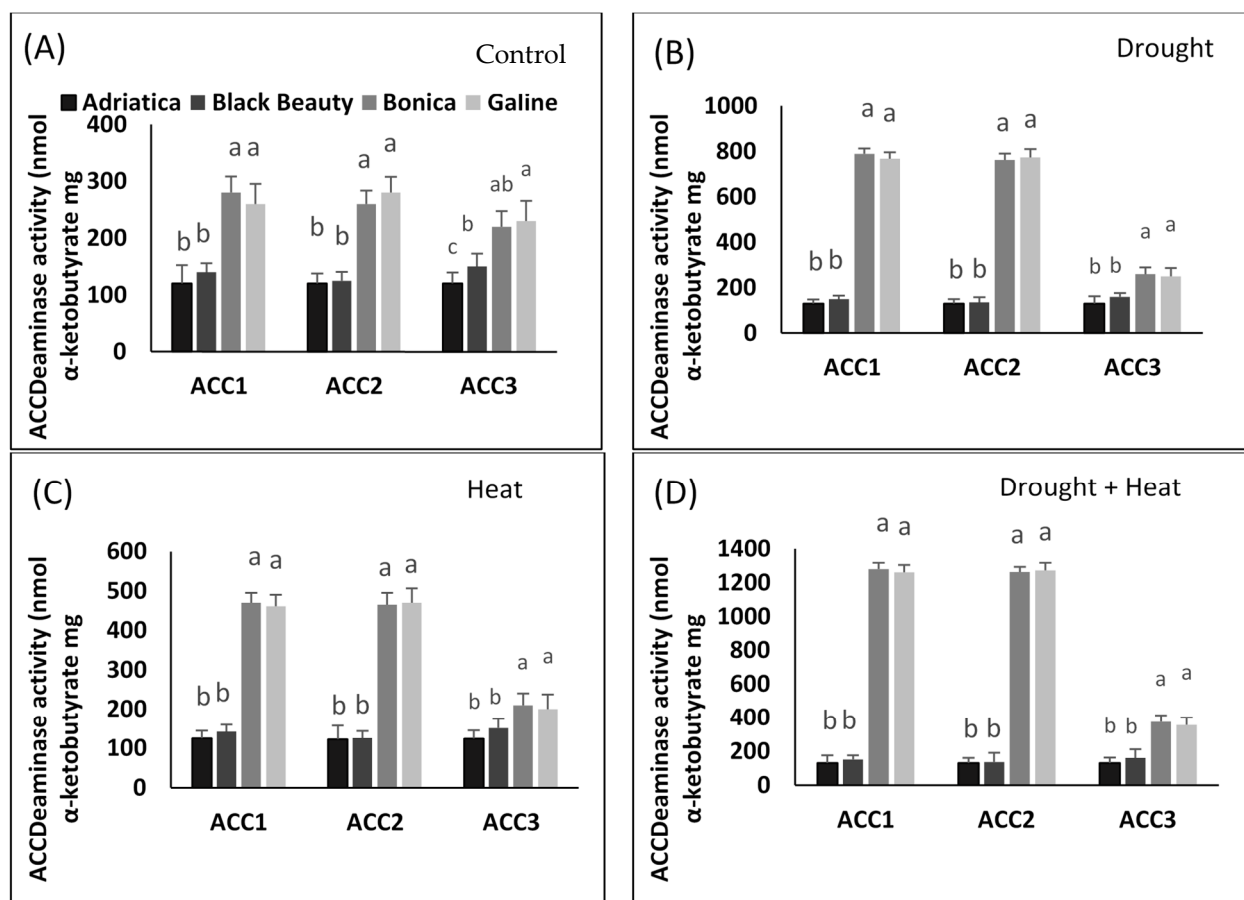 (A)
Control
Adriatica Black Beauty Bonica Galine
ACCDeaminase activity (nmol
α-ketobutyrate mg
400
300
200
100
0
b b a a
b b a a
c b ab a
ACC1 ACC2 ACC3
(B)
Drought
ACCDeaminase activity (nmol
α-ketobutyrate mg
1000
800
600
400
200
0
b b a a
b b a a
b b a a
ACC1 ACC2 ACC3
(C)
Heat
ACCDeaminase activity (nmol
α-ketobutyrate mg
600
500
400
300
200
100
0
b b a a
b b a a
b b a a
ACC1 ACC2 ACC3
(D)
Drought + Heat
ACCDeaminase activity (nmol
α-ketobutyrate mg
1400
1200
1000
800
600
400
200
0
b b a a
b b a a
b b a a
ACC1 ACC2 ACC3